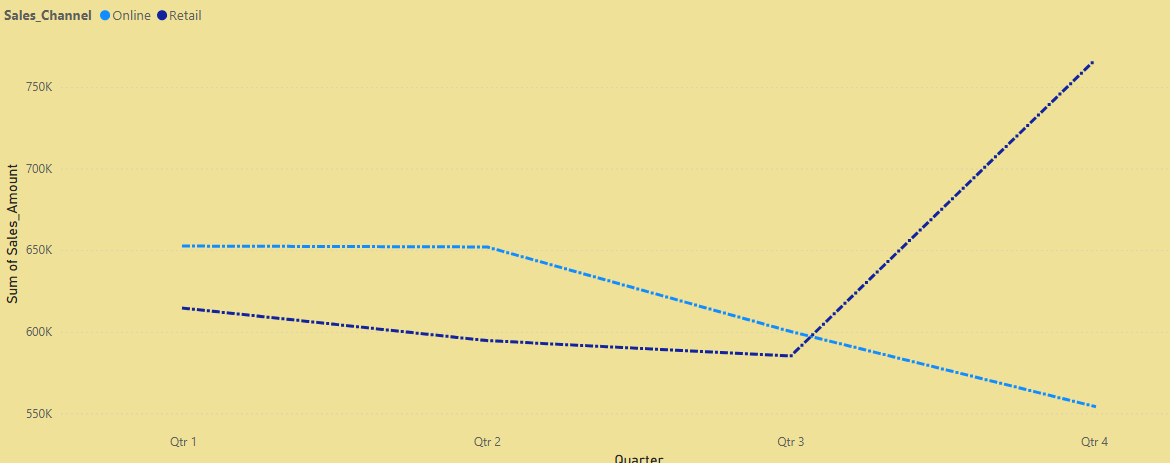 Sales_Channel Online Retail
Sum of Sales_Amount
750K
700K
650K
600K
550K
Qtr 1 Qtr 2 Qtr 3 Qtr 4
Quarter